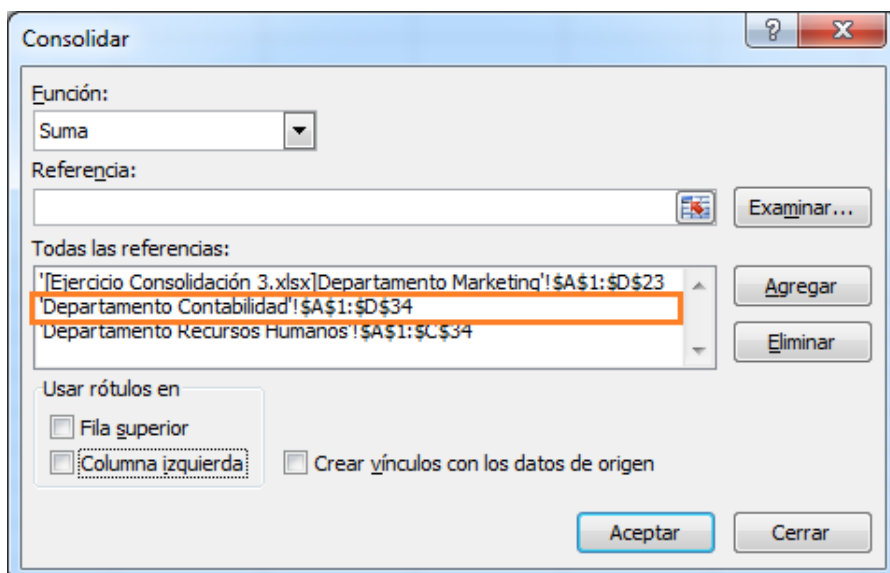 Consolidar
Función:
Suma
Referencia:
Examinar...
Todas las referencias:
'[Ejercicio Consolidación 3.xlsx]Departamento Marketing'!$A$1:$D$23
'Departamento Contabilidad'!$A$1:$D$34
'Departamento Recursos Humanos'!$A$1:$C$34
Agregar
Eliminar
Usar rótulos en
Fila superior
Columna izquierda
Crear vínculos con los datos de origen
Aceptar
Cerrar